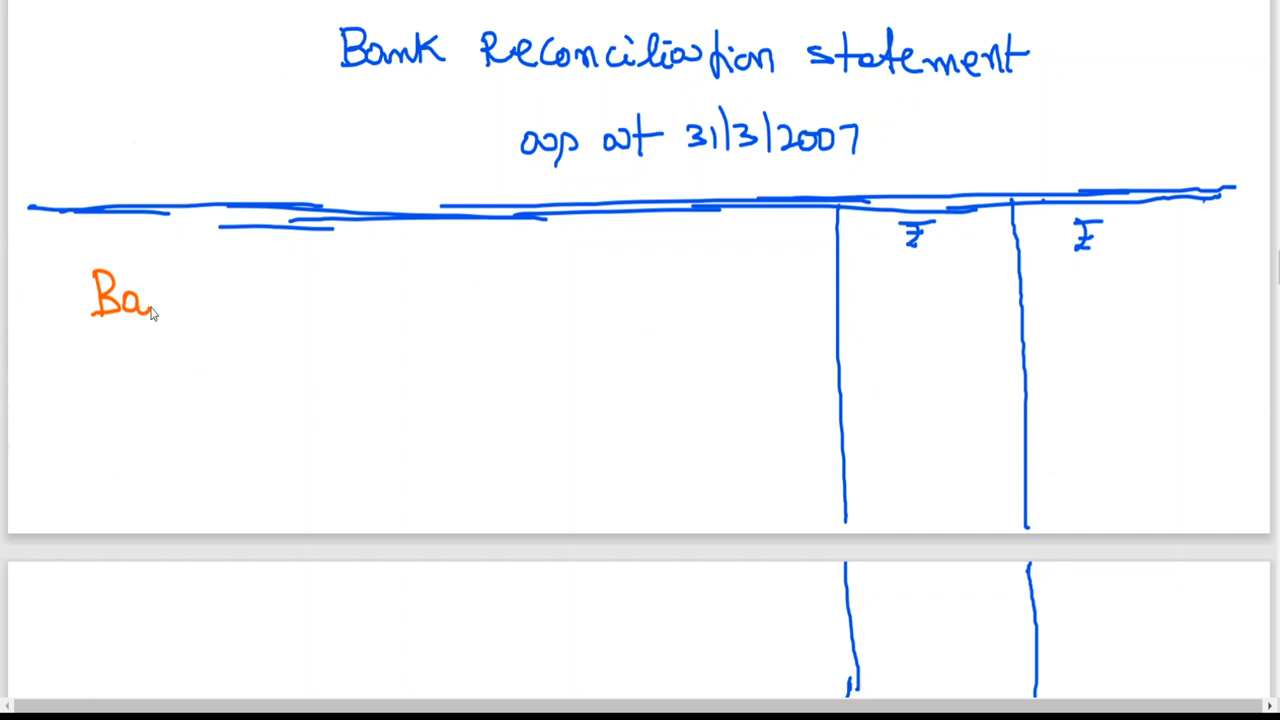 Bank Reconciliation statement
as at 31/3/2007
₹ ₹
Ba